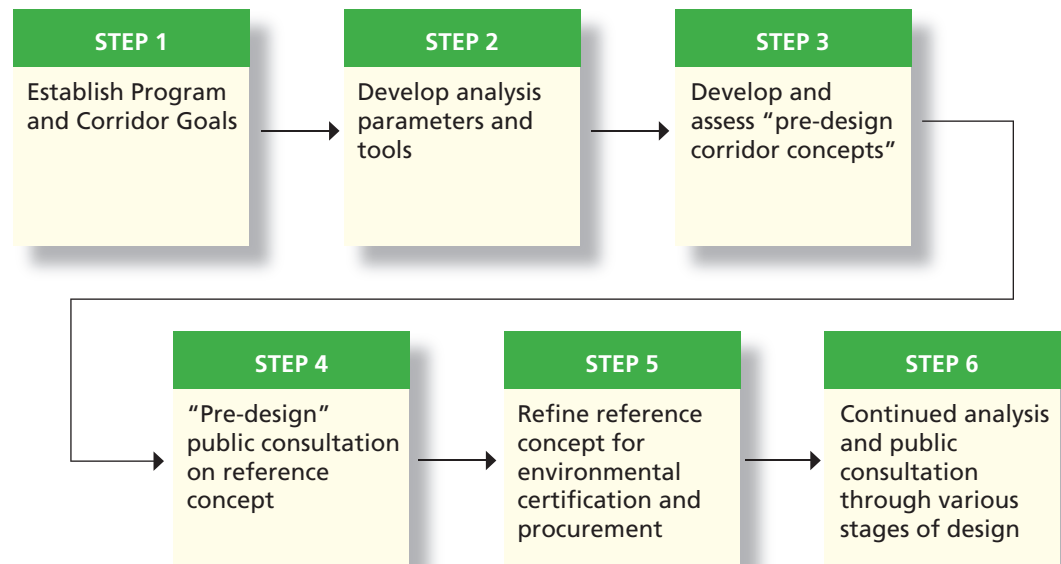 STEP 1
Establish Program
and Corridor Goals
STEP 2
Develop analysis
parameters and
tools
STEP 3
Develop and
assess “pre-design
corridor concepts”
STEP 4
“Pre-design”
public consultation
on reference
concept
STEP 5
Refine reference
concept for
environmental
certification and
procurement
STEP 6
Continued analysis
and public
consultation
through various
stages of design